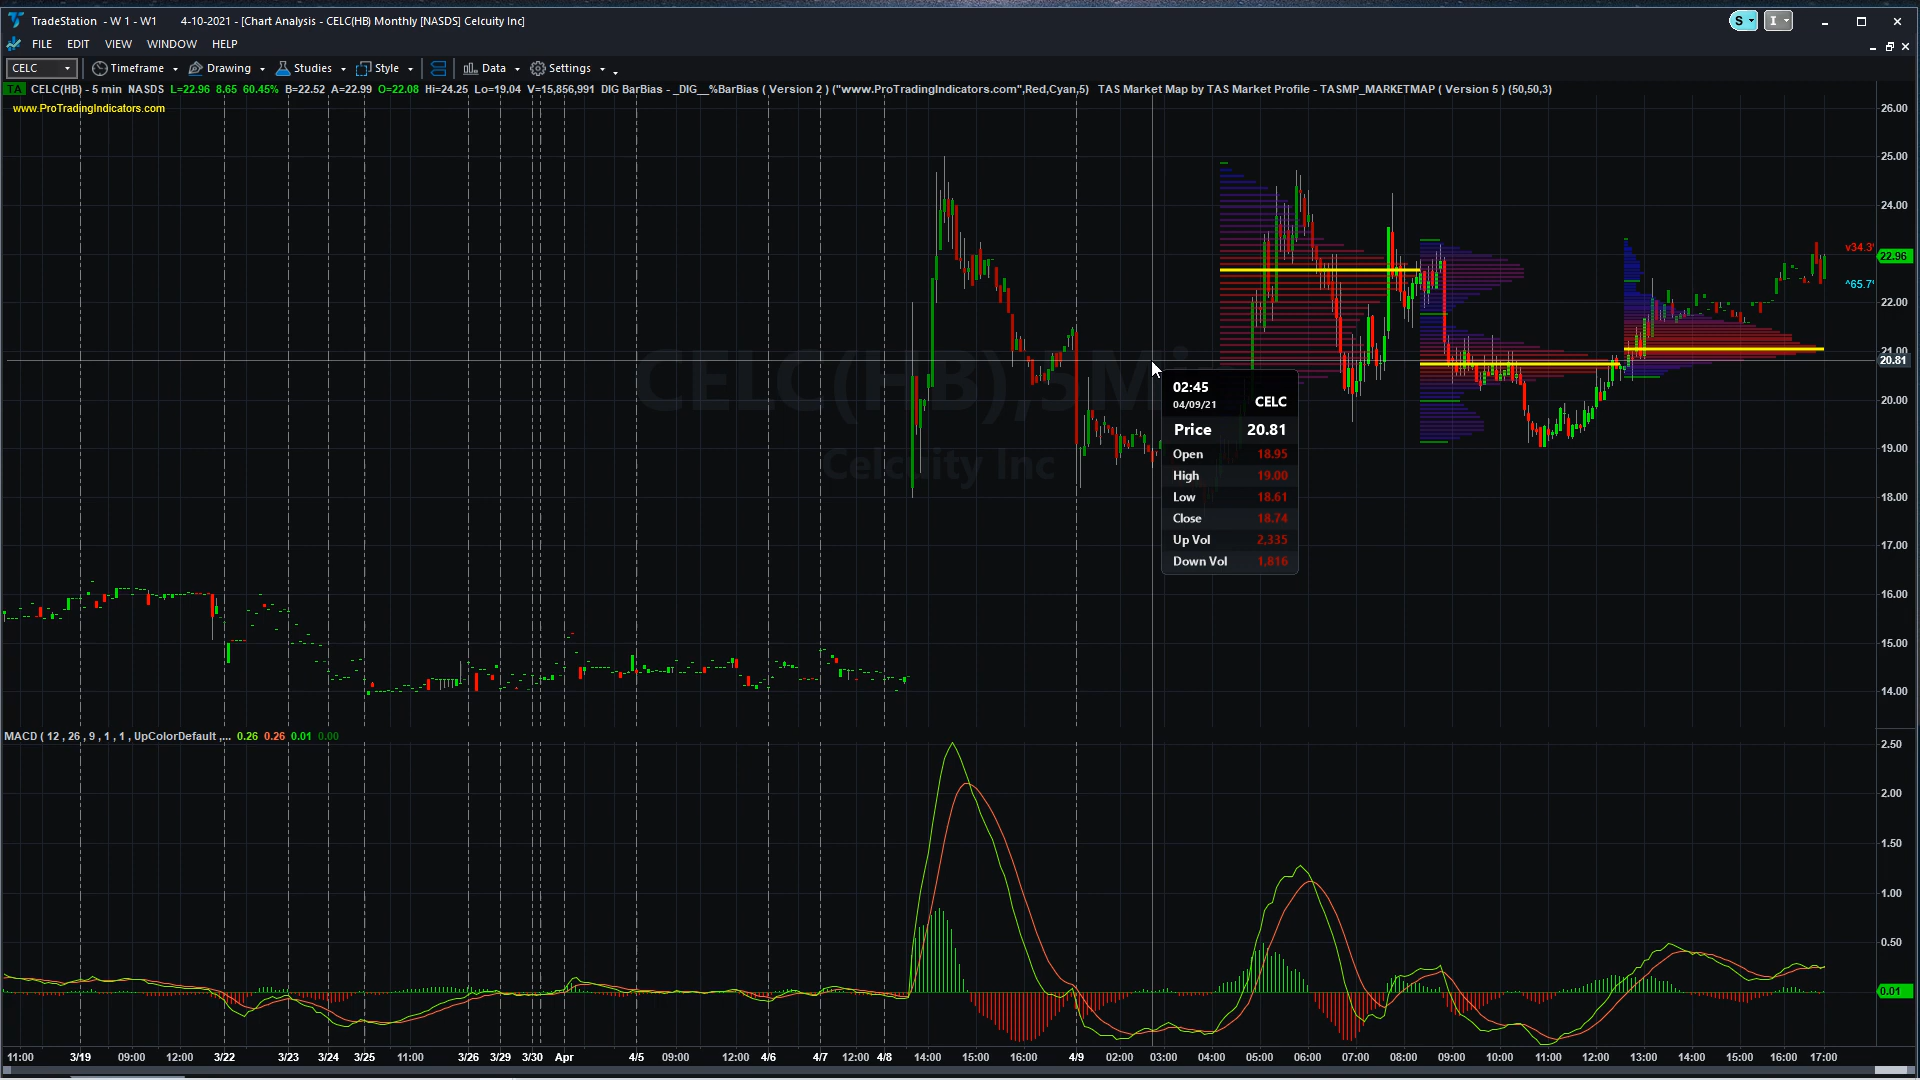 TradeStation - W 1 - W1 4-10-2021 - [Chart Analysis - CELC(HB) Monthly [NASDS] Celcuity Inc]
S I
FILE EDIT VIEW WINDOW HELP
CELC Timeframe Drawing Studies Style Data Settings
TA CELC(HB) - 5 min NASDS L=22.96 8.65 60.45% B=22.52 A=22.99 O=22.08 Hi=24.25 Lo=19.04 V=15,856,991 DIG BarBias - _DIG__%BarBias ( Version 2 ) ("www.ProTradingIndicators.com",Red,Cyan,5) TAS Market Map by TAS Market Profile - TASMP_MARKETMAP ( Version 5 ) (50,50,3)
www.ProTradingIndicators.com
26.00
25.00
24.00
v34.3
22.96
^65.7
22.00
21.00
20.81
20.00
19.00
18.00
17.00
16.00
15.00
14.00
CELC(HB),5Mi
Celcuity Inc
02:45
04/09/21 CELC
Price 20.81
Open 18.95
High 19.00
Low 18.61
Close 18.74
Up Vol 2,335
Down Vol 1,816
MACD ( 12 , 26 , 9 , 1 , 1 , UpColorDefault ,... 0.26 0.26 0.01 0.00
2.50
2.00
1.50
1.00
0.50
0.01
11:00 3/19 09:00 12:00 3/22 3/23 3/24 3/25 11:00 3/26 3/29 3/30 Apr 4/5 09:00 12:00 4/6 4/7 12:00 4/8 14:00 15:00 16:00 4/9 02:00 03:00 04:00 05:00 06:00 07:00 08:00 09:00 10:00 11:00 12:00 13:00 14:00 15:00 16:00 17:00